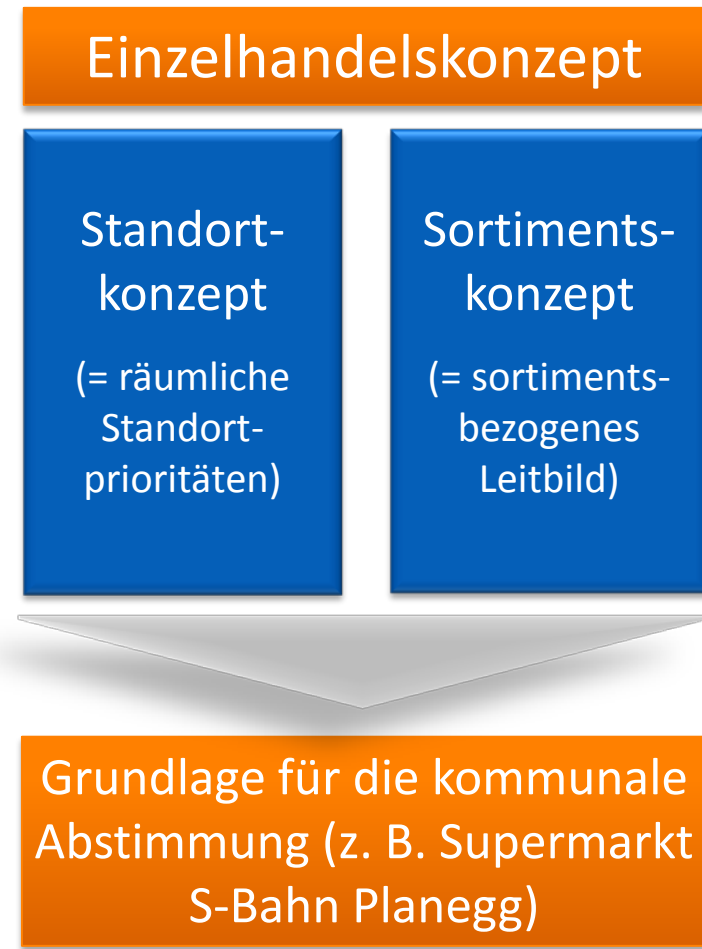 Einzelhandelskonzept
Standort-
konzept
(= räumliche
Standort-
prioritäten)
Sortiments-
konzept
(= sortiments-
bezogenes
Leitbild)
Grundlage für die kommunale
Abstimmung (z. B. Supermarkt
S-Bahn Planegg)